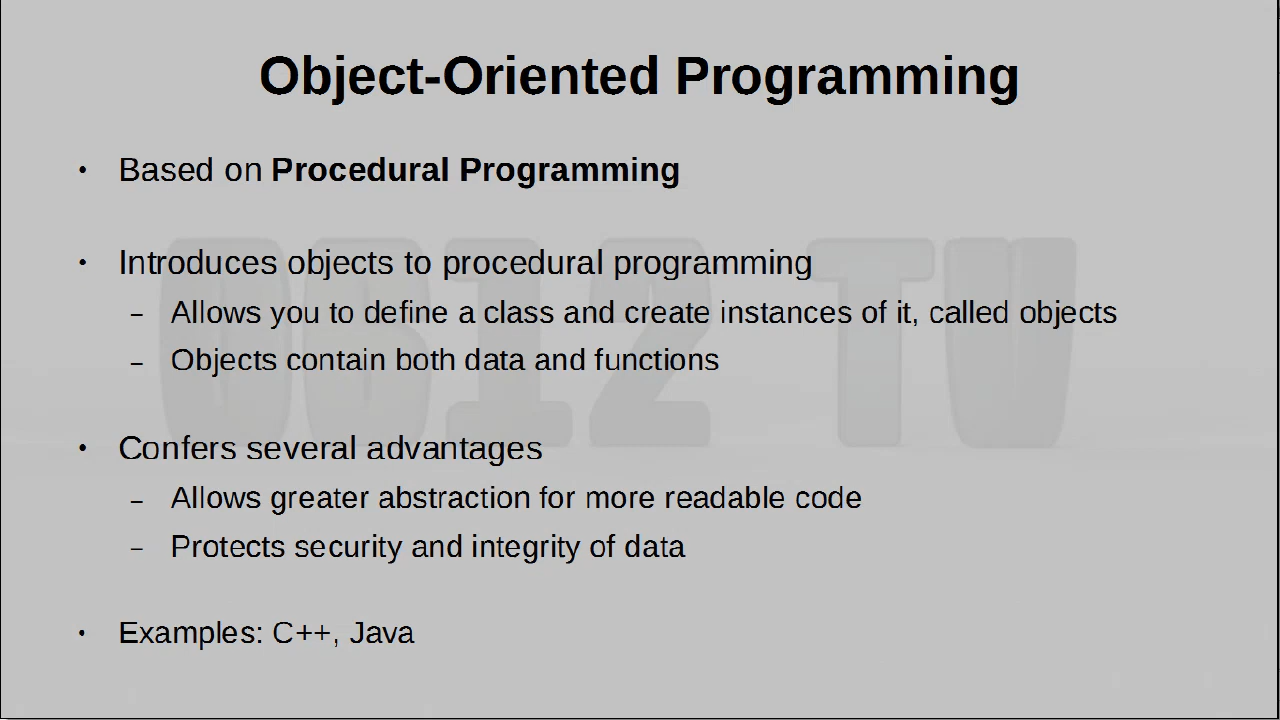 Object-Oriented Programming
• Based on Procedural Programming
• Introduces objects to procedural programming
– Allows you to define a class and create instances of it, called objects
– Objects contain both data and functions
• Confers several advantages
– Allows greater abstraction for more readable code
– Protects security and integrity of data
• Examples: C++, Java
0612 TV